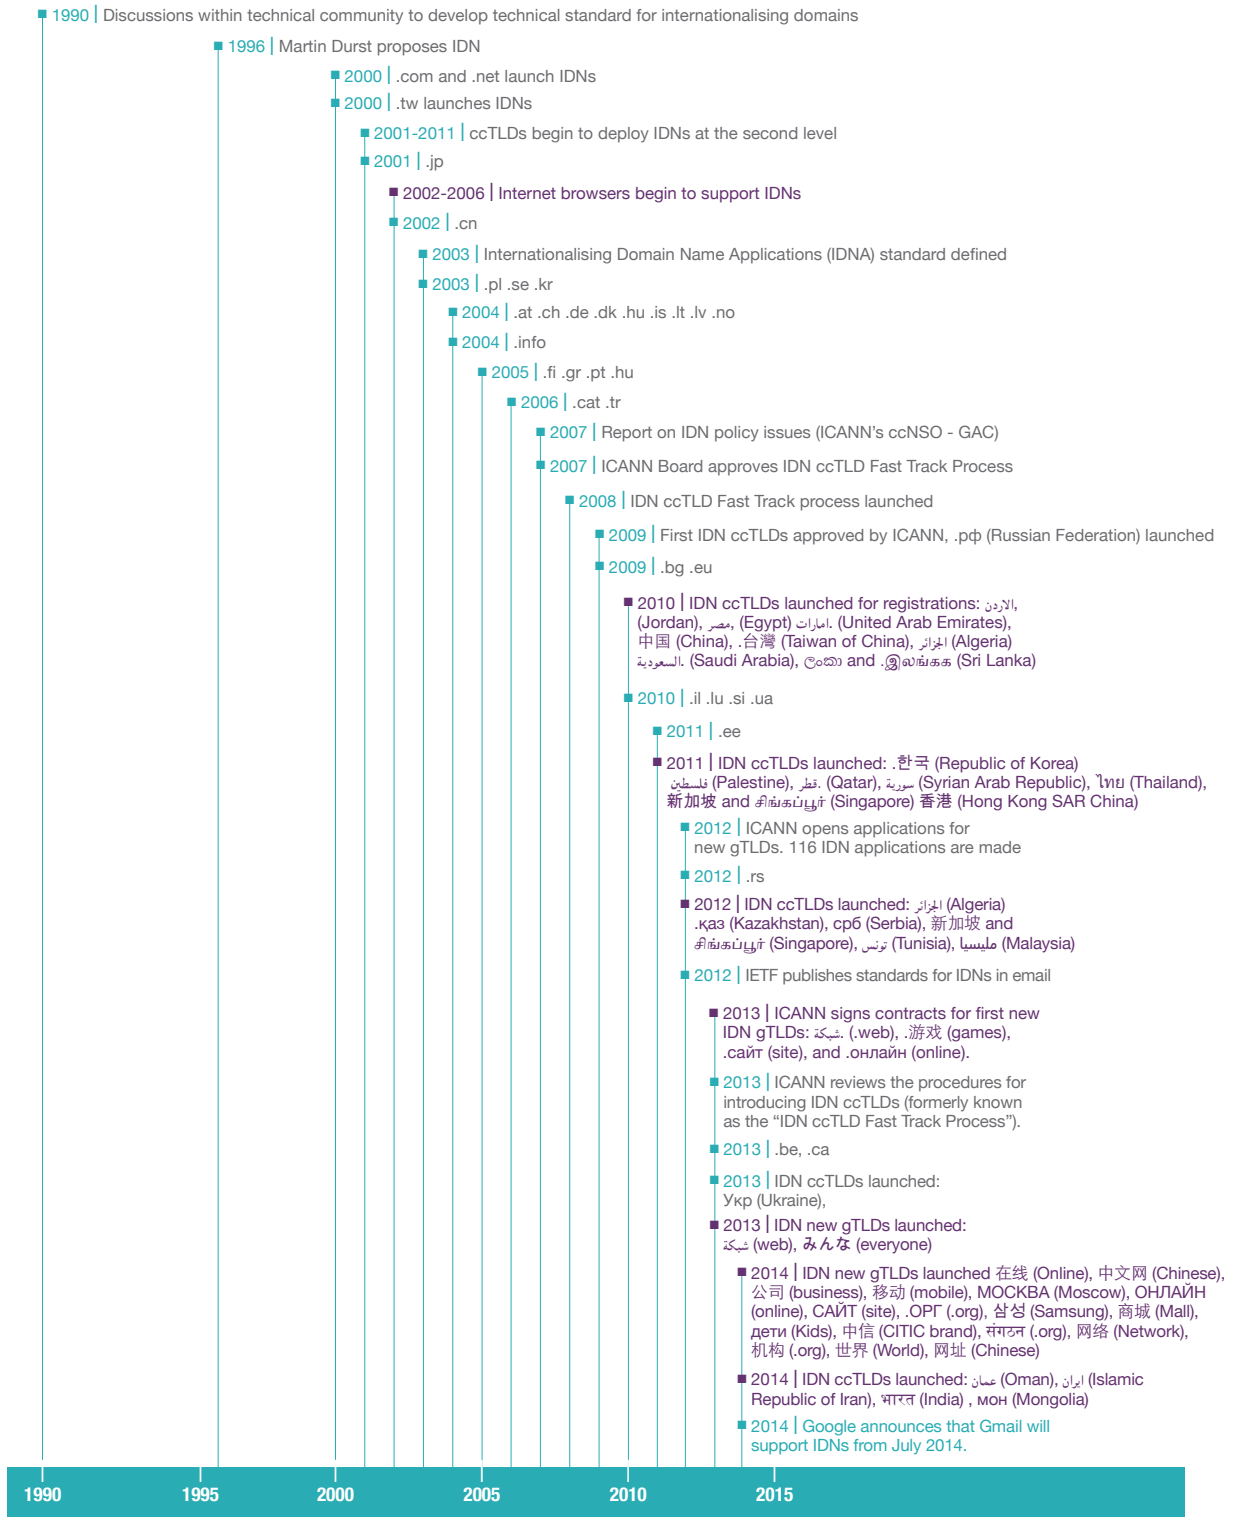 1990 | Discussions within technical community to develop technical standard for internationalising domains
1996 | Martin Durst proposes IDN
2000 | .com and .net launch IDNs
2000 | .tw launches IDNs
2001-2011 | ccTLDs begin to deploy IDNs at the second level
2001 | .jp
2002-2006 | Internet browsers begin to support IDNs
2002 | .cn
2003 | Internationalising Domain Name Applications (IDNA) standard defined
2003 | .pl .se .kr
2004 | .at .ch .de .dk .hu .is .lt .lv .no
2004 | .info
2005 | .fi .gr .pt .hu
2006 | .cat .tr
2007 | Report on IDN policy issues (ICANN's ccNSO - GAC)
2007 | ICANN Board approves IDN ccTLD Fast Track Process
2008 | IDN ccTLD Fast Track process launched
2009 | First IDN ccTLDs approved by ICANN, .рф (Russian Federation) launched
2009 | .bg .eu
2010 | IDN ccTLDs launched for registrations: الاردن,
(Jordan), مصر, (Egypt) امارات. (United Arab Emirates),
中国 (China), .台灣 (Taiwan of China), الجزائر (Algeria)
السعودية. (Saudi Arabia), ලංකා and .இலங்கை (Sri Lanka)
2010 | .il .lu .si .ua
2011 | .ee
2011 | IDN ccTLDs launched: .한국 (Republic of Korea)
فلسطين (Palestine), قطر. (Qatar), سورية (Syrian Arab Republic), ไทย (Thailand),
新加坡 and சிங்கப்பூர் (Singapore) 香港 (Hong Kong SAR China)
2012 | ICANN opens applications for
new gTLDs. 116 IDN applications are made
2012 | .rs
2012 | IDN ccTLDs launched: الجزائر (Algeria)
.қаз (Kazakhstan), срб (Serbia), 新加坡 and
சிங்கப்பூர் (Singapore), تونس (Tunisia), مليسيا (Malaysia)
2012 | IETF publishes standards for IDNs in email
2013 | ICANN signs contracts for first new
IDN gTLDs: شبكة. (.web), .游戏 (games),
.сайт (site), and .онлайн (online).
2013 | ICANN reviews the procedures for
introducing IDN ccTLDs (formerly known
as the “IDN ccTLD Fast Track Process”).
2013 | .be, .ca
2013 | IDN ccTLDs launched:
Укр (Ukraine),
2013 | IDN new gTLDs launched:
شبكة (web), みんな (everyone)
2014 | IDN new gTLDs launched 在线 (Online), 中文网 (Chinese),
公司 (business), 移动 (mobile), МОСКВА (Moscow), ОНЛАЙН
(online), САЙТ (site), .ОРГ (.org), 삼성 (Samsung), 商城 (Mall),
дети (Kids), 中信 (CITIC brand), संगठन (.org), 网络 (Network),
机构 (.org), 世界 (World), 网址 (Chinese)
2014 | IDN ccTLDs launched: عمان (Oman), ایران (Islamic
Republic of Iran), भारत (India) , мон (Mongolia)
2014 | Google announces that Gmail will
support IDNs from July 2014.
1990 1995 2000 2005 2010 2015